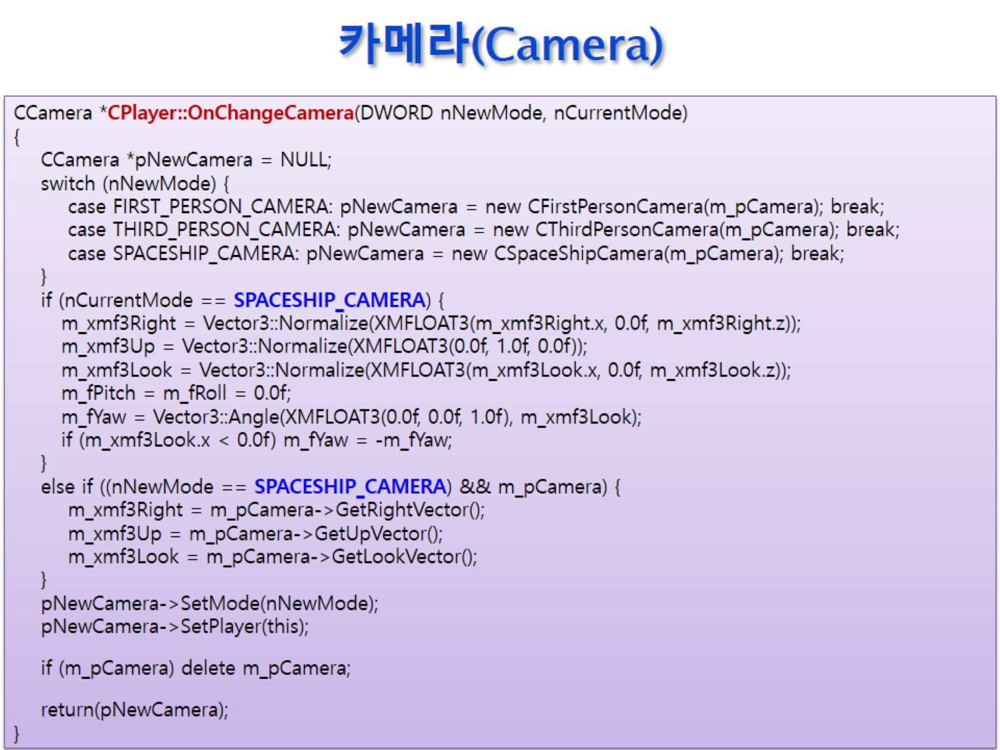 카메라(Camera)
CCamera *CPlayer::OnChangeCamera(DWORD nNewMode, nCurrentMode)
{
CCamera *pNewCamera = NULL;
switch (nNewMode) {
case FIRST_PERSON_CAMERA: pNewCamera = new CFirstPersonCamera(m_pCamera); break;
case THIRD_PERSON_CAMERA: pNewCamera = new CThirdPersonCamera(m_pCamera); break;
case SPACESHIP_CAMERA: pNewCamera = new CSpaceShipCamera(m_pCamera); break;
}
if (nCurrentMode == SPACESHIP_CAMERA) {
m_xmf3Right = Vector3::Normalize(XMFLOAT3(m_xmf3Right.x, 0.0f, m_xmf3Right.z));
m_xmf3Up = Vector3::Normalize(XMFLOAT3(0.0f, 1.0f, 0.0f));
m_xmf3Look = Vector3::Normalize(XMFLOAT3(m_xmf3Look.x, 0.0f, m_xmf3Look.z));
m_fPitch = m_fRoll = 0.0f;
m_fYaw = Vector3::Angle(XMFLOAT3(0.0f, 0.0f, 1.0f), m_xmf3Look);
if (m_xmf3Look.x < 0.0f) m_fYaw = -m_fYaw;
}
else if ((nNewMode == SPACESHIP_CAMERA) && m_pCamera) {
m_xmf3Right = m_pCamera->GetRightVector();
m_xmf3Up = m_pCamera->GetUpVector();
m_xmf3Look = m_pCamera->GetLookVector();
}
pNewCamera->SetMode(nNewMode);
pNewCamera->SetPlayer(this);
if (m_pCamera) delete m_pCamera;
return(pNewCamera);
}